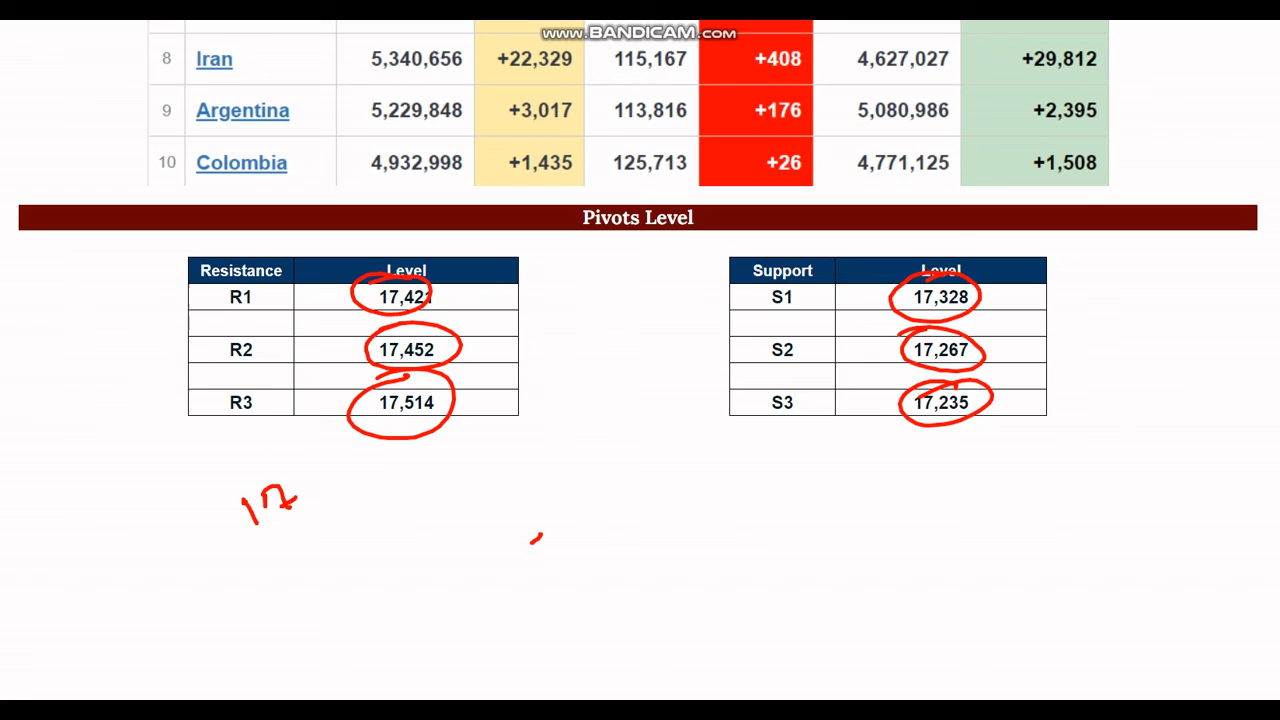 www.BANDICAM.com
8 Iran 5,340,656 +22,329 115,167 +408 4,627,027 +29,812
9 Argentina 5,229,848 +3,017 113,816 +176 5,080,986 +2,395
10 Colombia 4,932,998 +1,435 125,713 +26 4,771,125 +1,508
Pivots Level
Resistance Level
R1 17,421
R2 17,452
R3 17,514
Support Level
S1 17,328
S2 17,267
S3 17,235